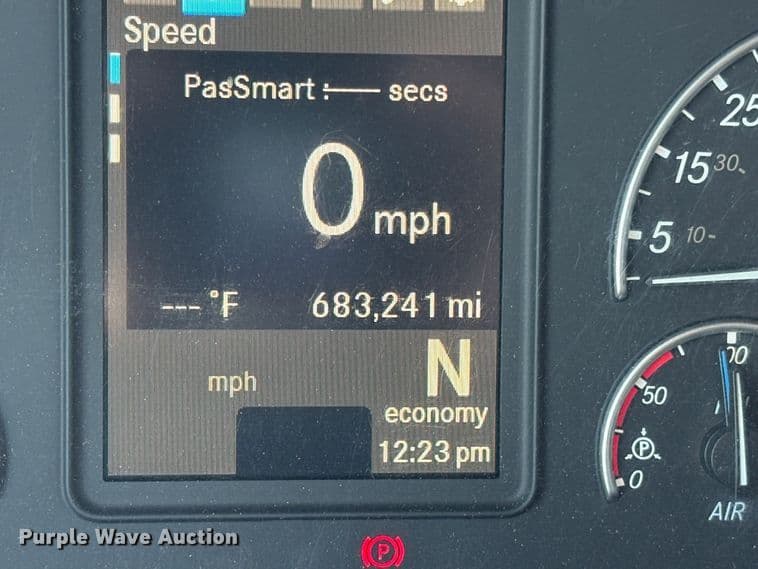 Speed
PasSmart :—— secs
0 mph
--- °F 683,241 mi
mph N
economy
12:23 pm
25
15 30
5 10
50
P
0
AIR
P
Purple Wave Auction